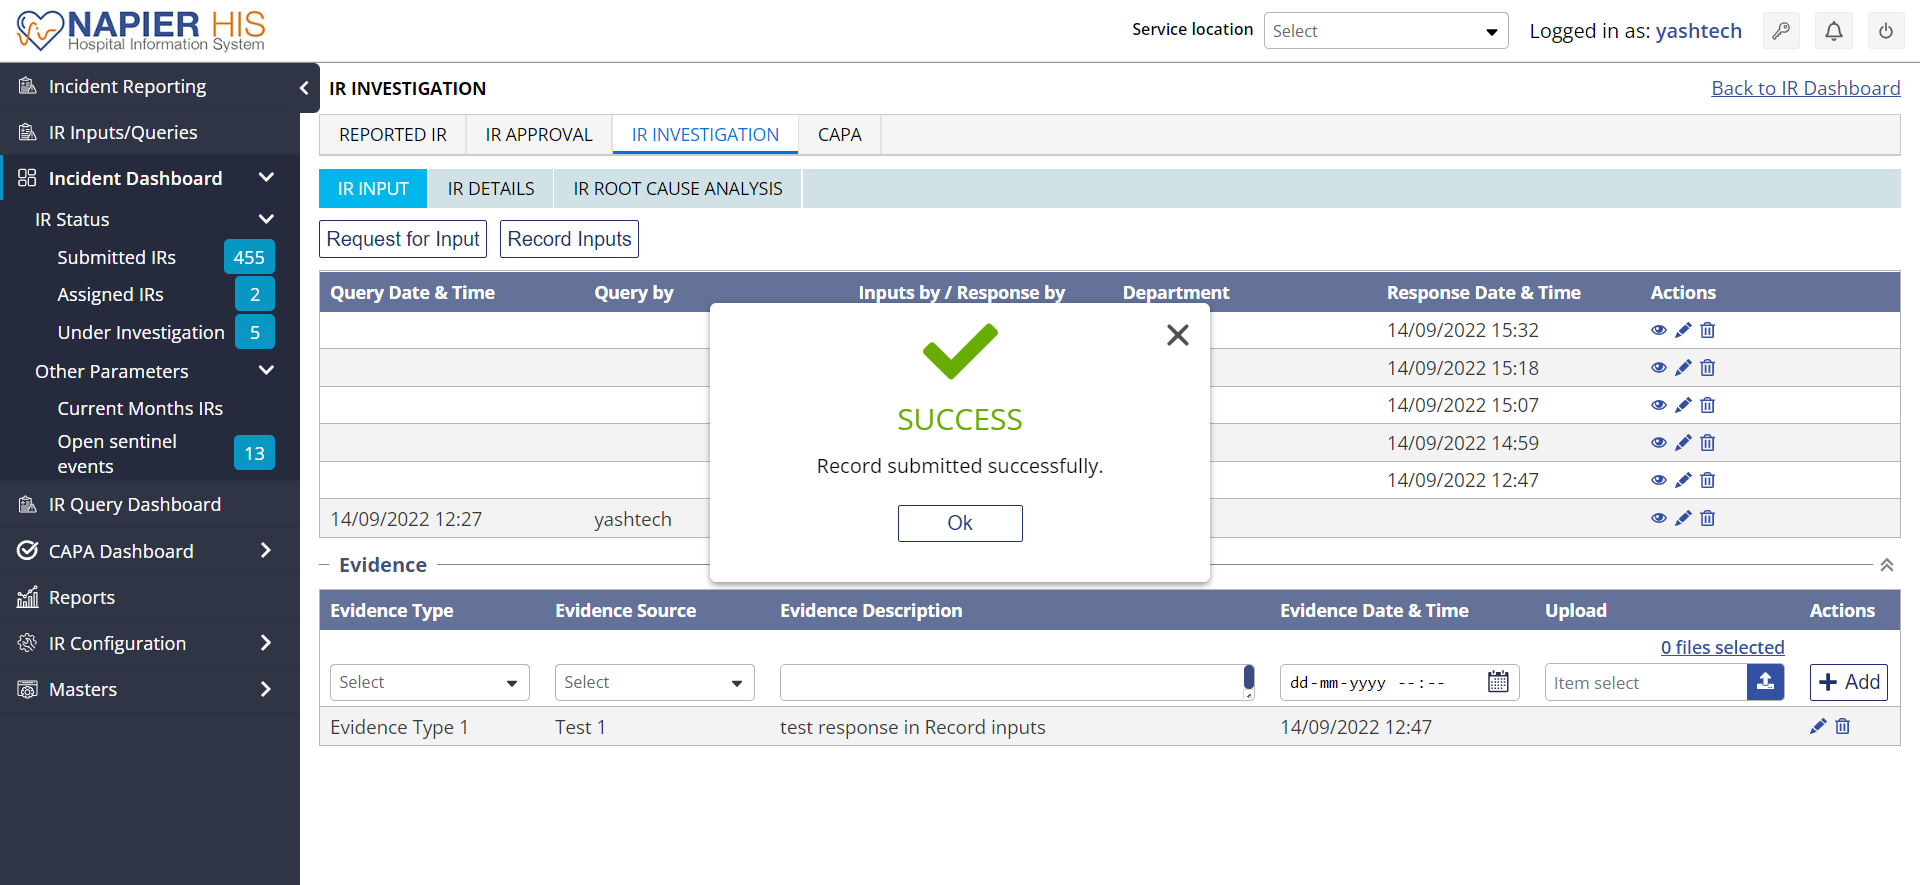 NAPIER HIS
Hospital Information System
Service location
Select
Logged in as: yashtech
Incident Reporting
IR Inputs/Queries
Incident Dashboard
IR Status
Submitted IRs 455
Assigned IRs 2
Under Investigation 5
Other Parameters
Current Months IRs
Open sentinel
events
13
IR Query Dashboard
CAPA Dashboard
Reports
IR Configuration
Masters
IR INVESTIGATION
Back to IR Dashboard
REPORTED IR IR APPROVAL IR INVESTIGATION CAPA
IR INPUT IR DETAILS IR ROOT CAUSE ANALYSIS
Request for Input Record Inputs
Query Date & Time Query by Inputs by / Response by Department Response Date & Time Actions
14/09/2022 15:32
14/09/2022 15:18
14/09/2022 15:07
14/09/2022 14:59
14/09/2022 12:47
14/09/2022 12:27 yashtech
SUCCESS
Record submitted successfully.
Ok
Evidence
Evidence Type Evidence Source Evidence Description Evidence Date & Time Upload Actions
0 files selected
Select Select dd-mm-yyyy --:-- Item select Add
Evidence Type 1 Test 1 test response in Record inputs 14/09/2022 12:47